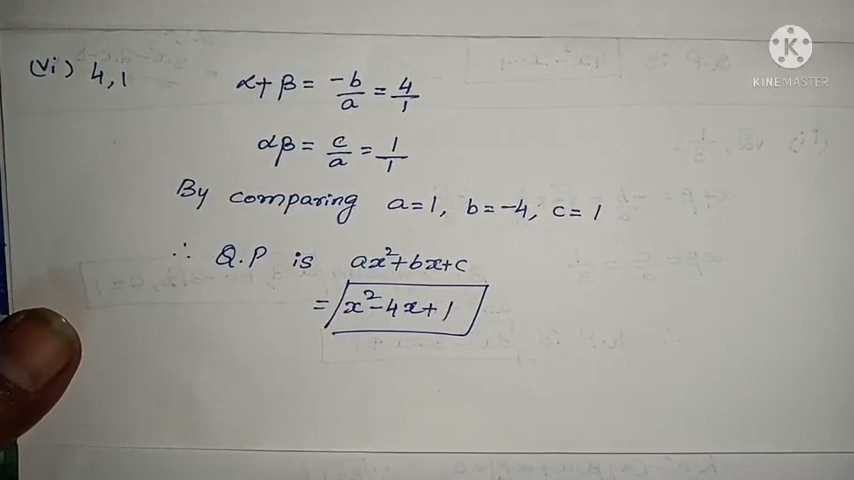 (vi) 4,1
α+β = -b/a = 4/1
αβ = c/a = 1/1
By comparing a=1, b=-4, c=1
∴ Q.P is ax²+bx+c
= x²-4x+1
KINEMASTER